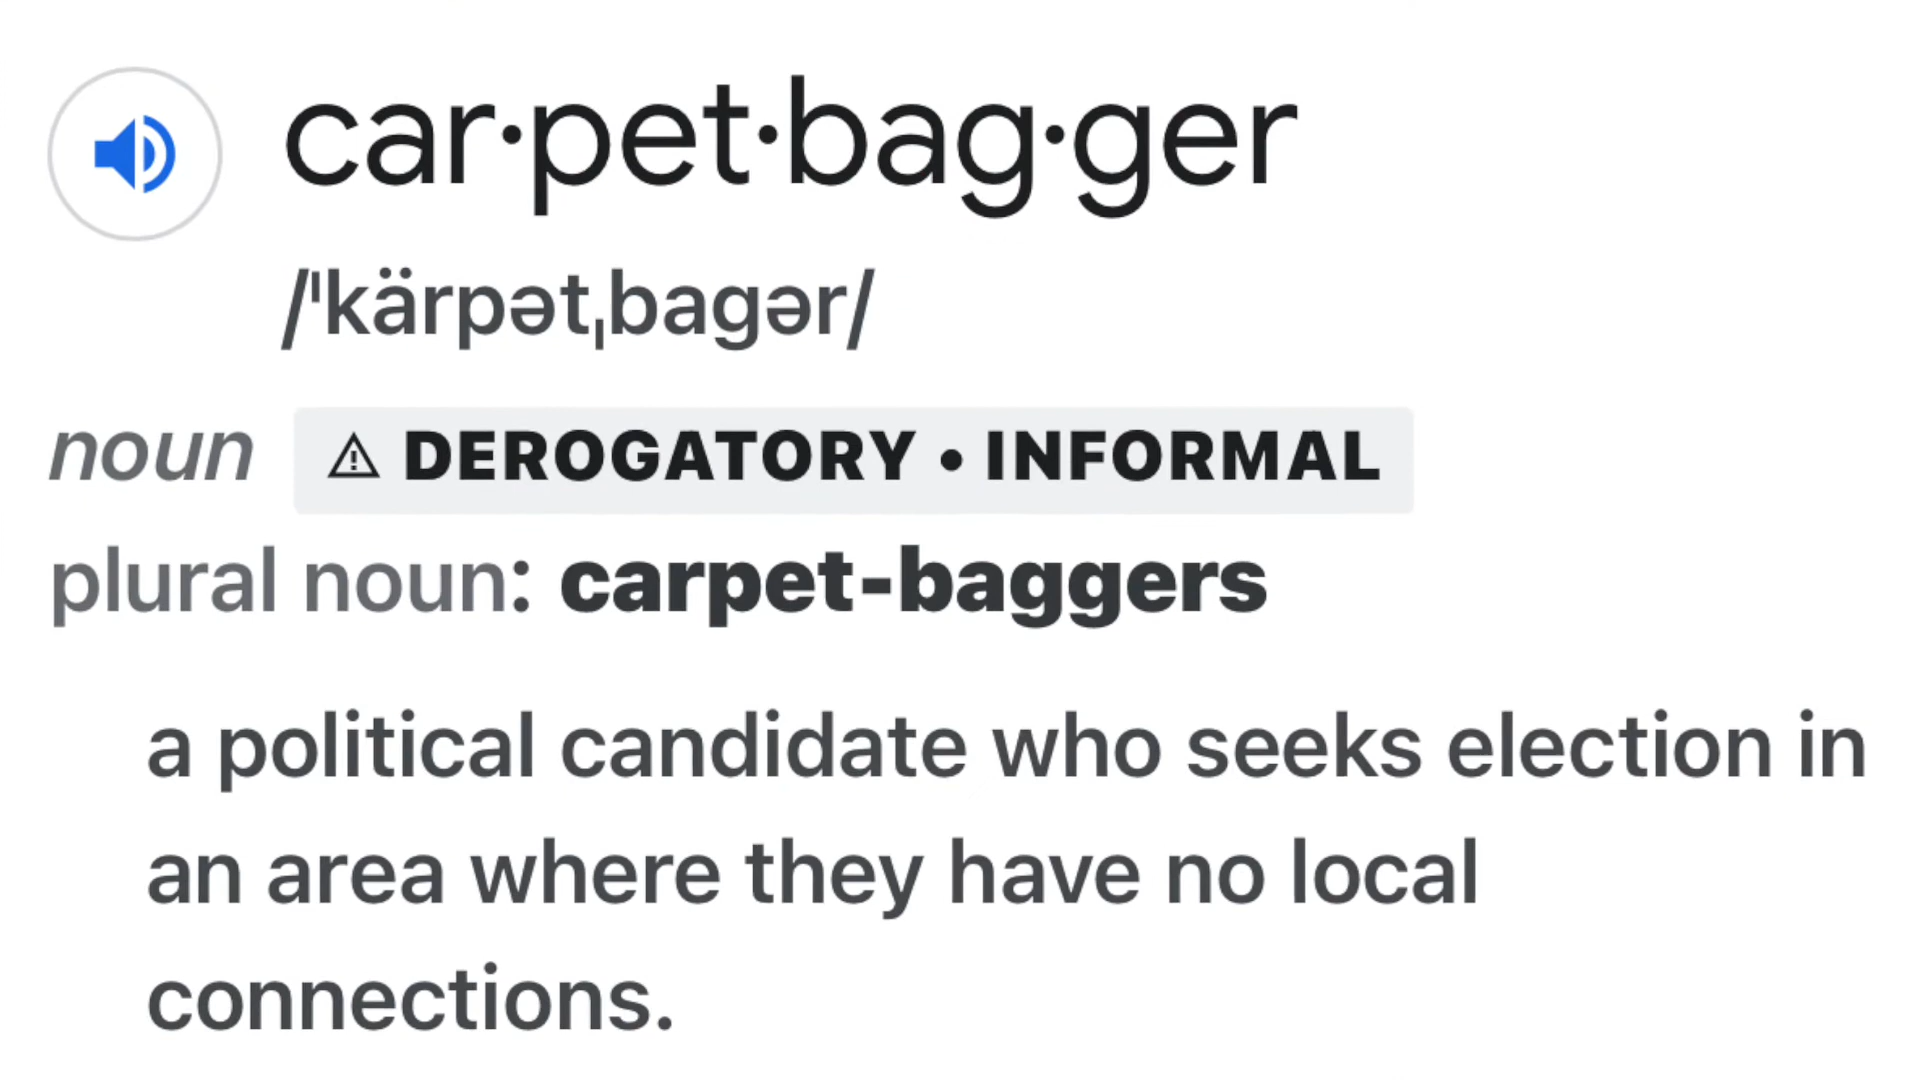 car·pet·bag·ger
/ˈkärpətˌbagər/
noun ⚠ DEROGATORY • INFORMAL
plural noun: carpet-baggers
a political candidate who seeks election in
an area where they have no local
connections.